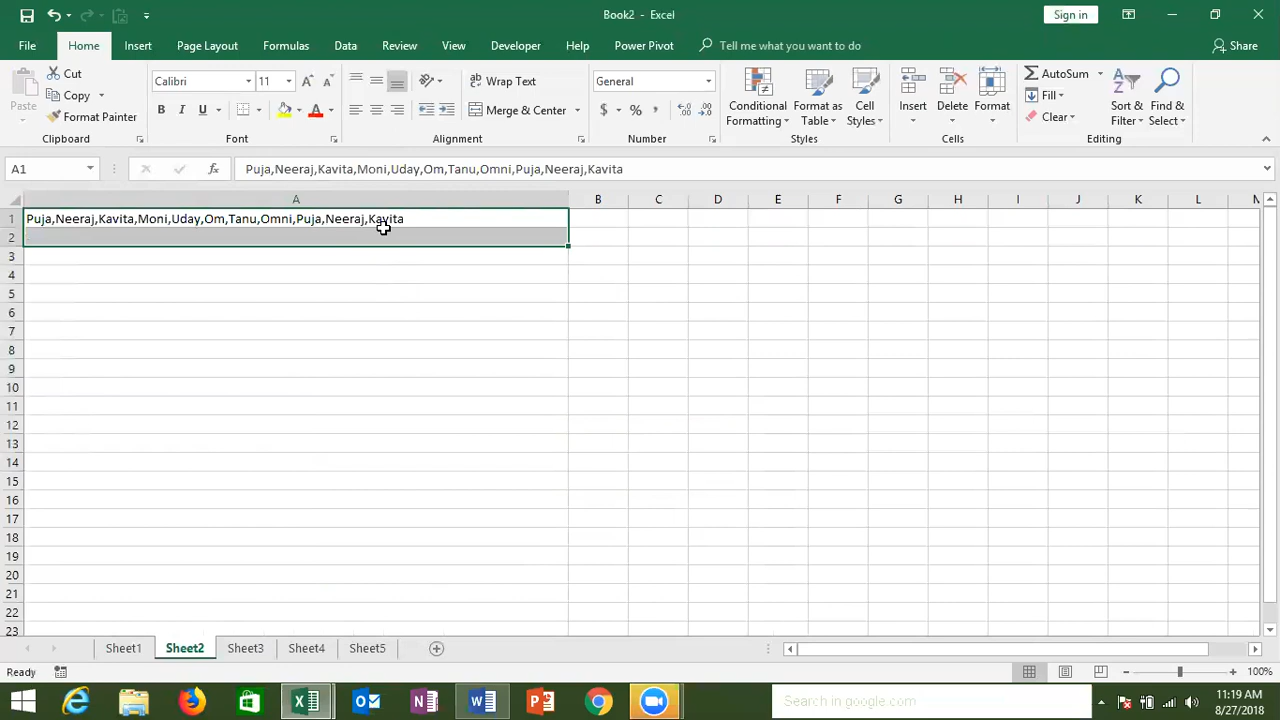 Book2 - Excel
Sign in
File Home Insert Page Layout Formulas Data Review View Developer Help Power Pivot Tell me what you want to do Share
Paste
Cut
Copy
Format Painter
Clipboard
Calibri 11
B I U
Font
Wrap Text
Merge & Center
Alignment
General
$ % ,
Number
Conditional Formatting
Format as Table
Cell Styles
Styles
Insert
Delete
Format
Cells
AutoSum
Fill
Clear
Sort & Filter
Find & Select
Editing
A1 fx Puja,Neeraj,Kavita,Moni,Uday,Om,Tanu,Omni,Puja,Neeraj,Kavita
A B C D E F G H I J K L M
1 Puja,Neeraj,Kavita,Moni,Uday,Om,Tanu,Omni,Puja,Neeraj,Kavita
2
3
4
5
6
7
8
9
10
11
12
13
14
15
16
17
18
19
20
21
22
23
Sheet1 Sheet2 Sheet3 Sheet4 Sheet5
Ready 100%
Search in google.com
11:19 AM
8/27/2018